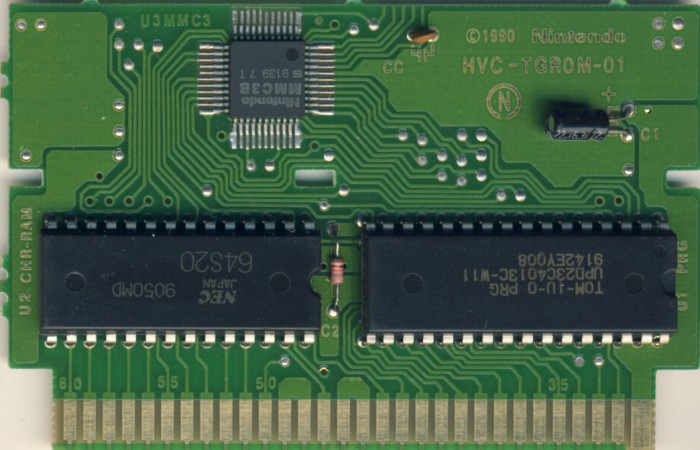 U3MMC3
©1990 Nintendo
HVC-TGROM-01
CC
Nintendo
MMC3B
S 9139 7 T
N
+
C1
U2 CHR-RAM
NEC
JAPAN
64S20
9050MD
C2
TOM-1U-0 PRG
UPD23C4013C-W11
9142EY008
U1 PRG
60
55
50
35